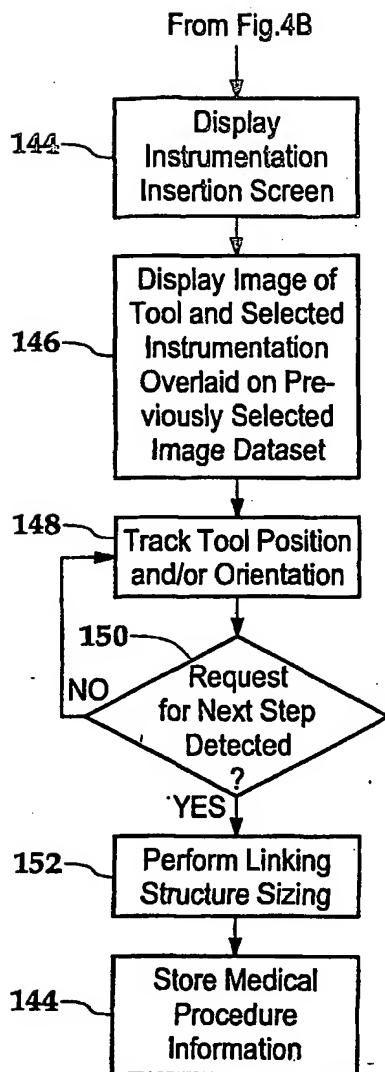 From Fig.4B
144
Display
Instrumentation
Insertion Screen
146
Display Image of
Tool and Selected
Instrumentation
Overlaid on Pre-
viously Selected
Image Dataset
148
Track Tool Position
and/or Orientation
150
Request
for Next Step
Detected
?
NO
YES
152
Perform Linking
Structure Sizing
144
Store Medical
Procedure
Information